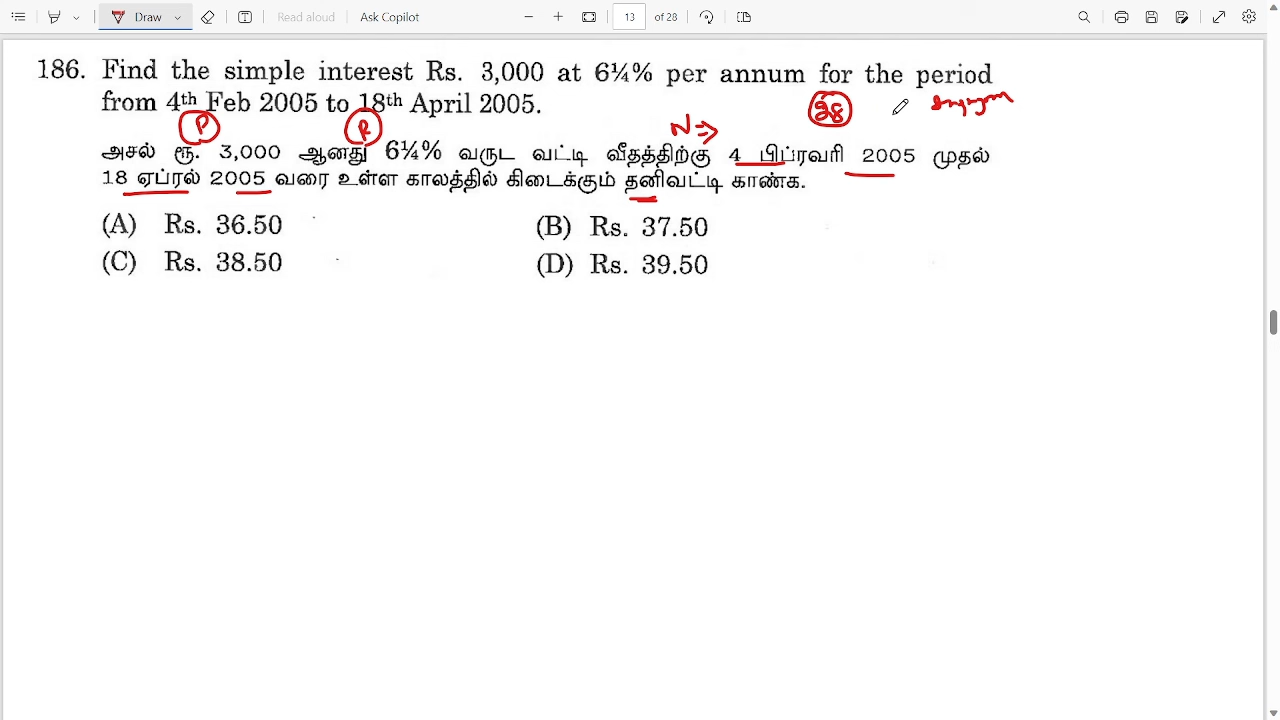 Draw
Read aloud
Ask Copilot
13 of 28
186. Find the simple interest Rs. 3,000 at 6¼% per annum for the period
from 4th Feb 2005 to 18th April 2005.
28
P R N ⇒
அசல் ரூ. 3,000 ஆனது 6¼% வருட வட்டி வீதத்திற்கு 4 பிப்ரவரி 2005 முதல்
18 ஏப்ரல் 2005 வரை உள்ள காலத்தில் கிடைக்கும் தனிவட்டி காண்க.
(A) Rs. 36.50 (B) Rs. 37.50
(C) Rs. 38.50 (D) Rs. 39.50